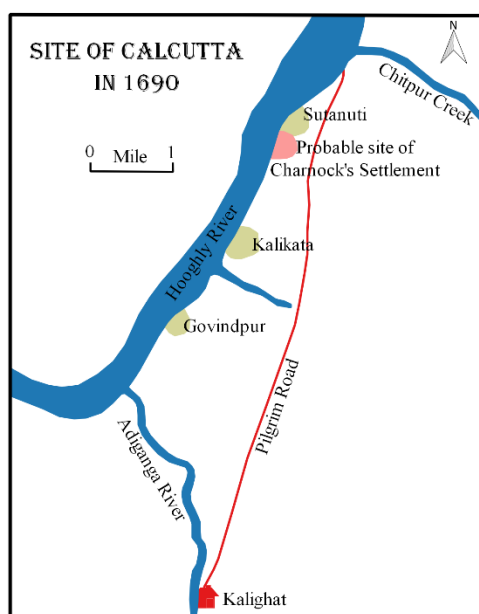 SITE OF CALCUTTA
IN 1690
N
0 Mile 1
Chitpur Creek
Sutanuti
Probable site of
Charnock's Settlement
Hooghly River
Kalikata
Govindpur
Pilgrim Road
Adiganga River
Kalighat